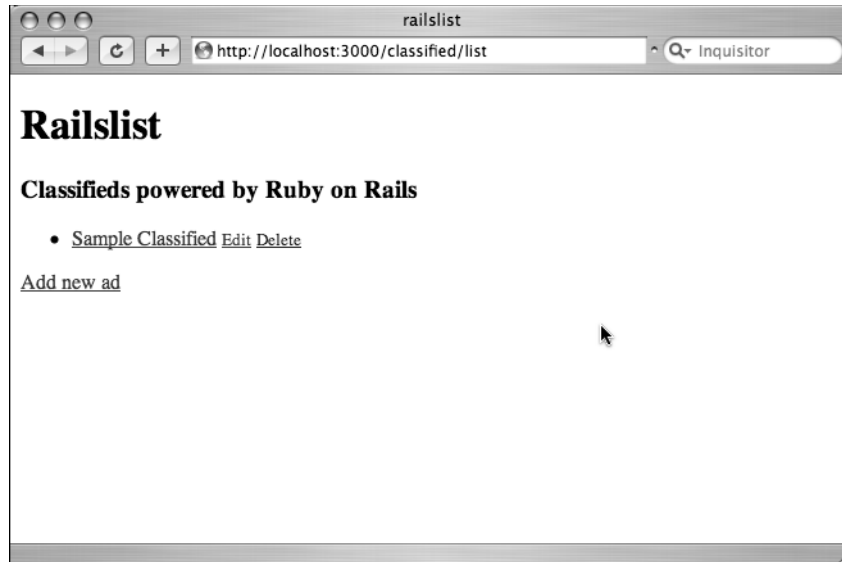 railslist
http://localhost:3000/classified/list
Inquisitor
Railslist
Classifieds powered by Ruby on Rails
Sample Classified Edit Delete
Add new ad